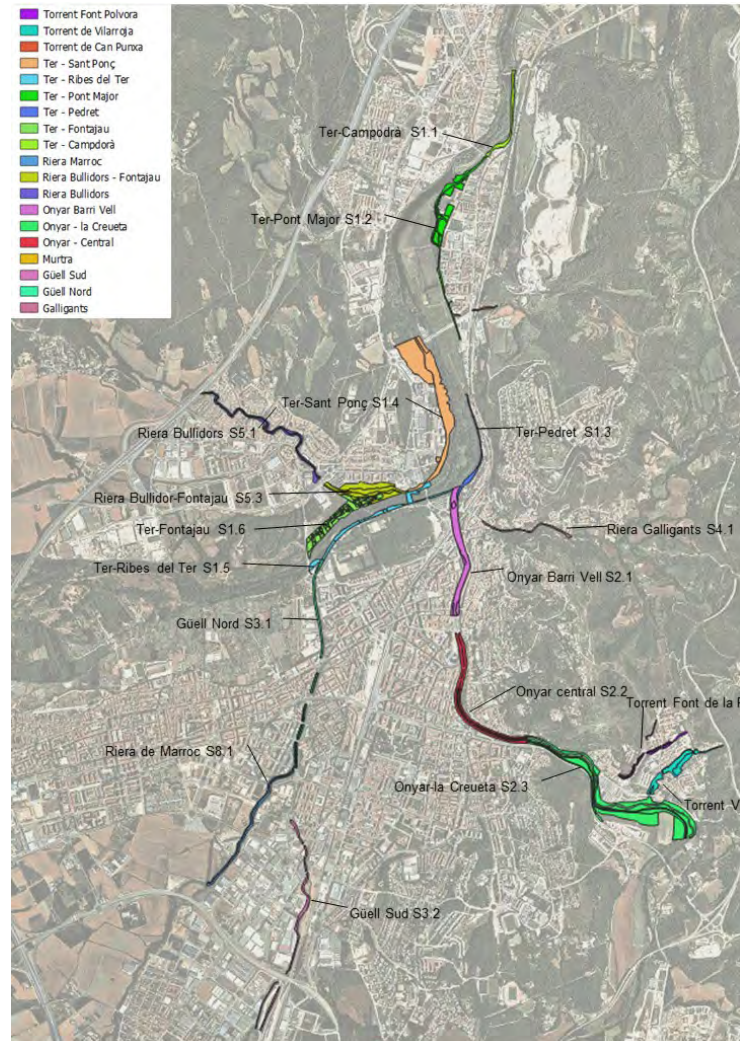 Torrent Font Polvora
Torrent de Vilarroja
Torrent de Can Punxa
Ter - Sant Ponç
Ter - Ribes del Ter
Ter - Pont Major
Ter - Pedret
Ter - Fontajau
Ter - Campdorà
Riera Marroc
Riera Bullidors - Fontajau
Riera Bullidors
Onyar Barri Vell
Onyar - la Creueta
Onyar - Central
Murtra
Güell Sud
Güell Nord
Galligants
Ter-Campodrà S1.1
Ter-Pont Major S1.2
Ter-Sant Ponç S1.4
Riera Bullidors S5.1
Ter-Pedret S1.3
Riera Bullidor-Fontajau S5.3
Ter-Fontajau S1.6
Riera Galligants S4.1
Ter-Ribes del Ter S1.5
Onyar Barri Vell S2.1
Güell Nord S3.1
Onyar central S2.2
Torrent Font de la P
Riera de Marroc S8.1
Onyar-la Creueta S2.3
Torrent V
Güell Sud S3.2